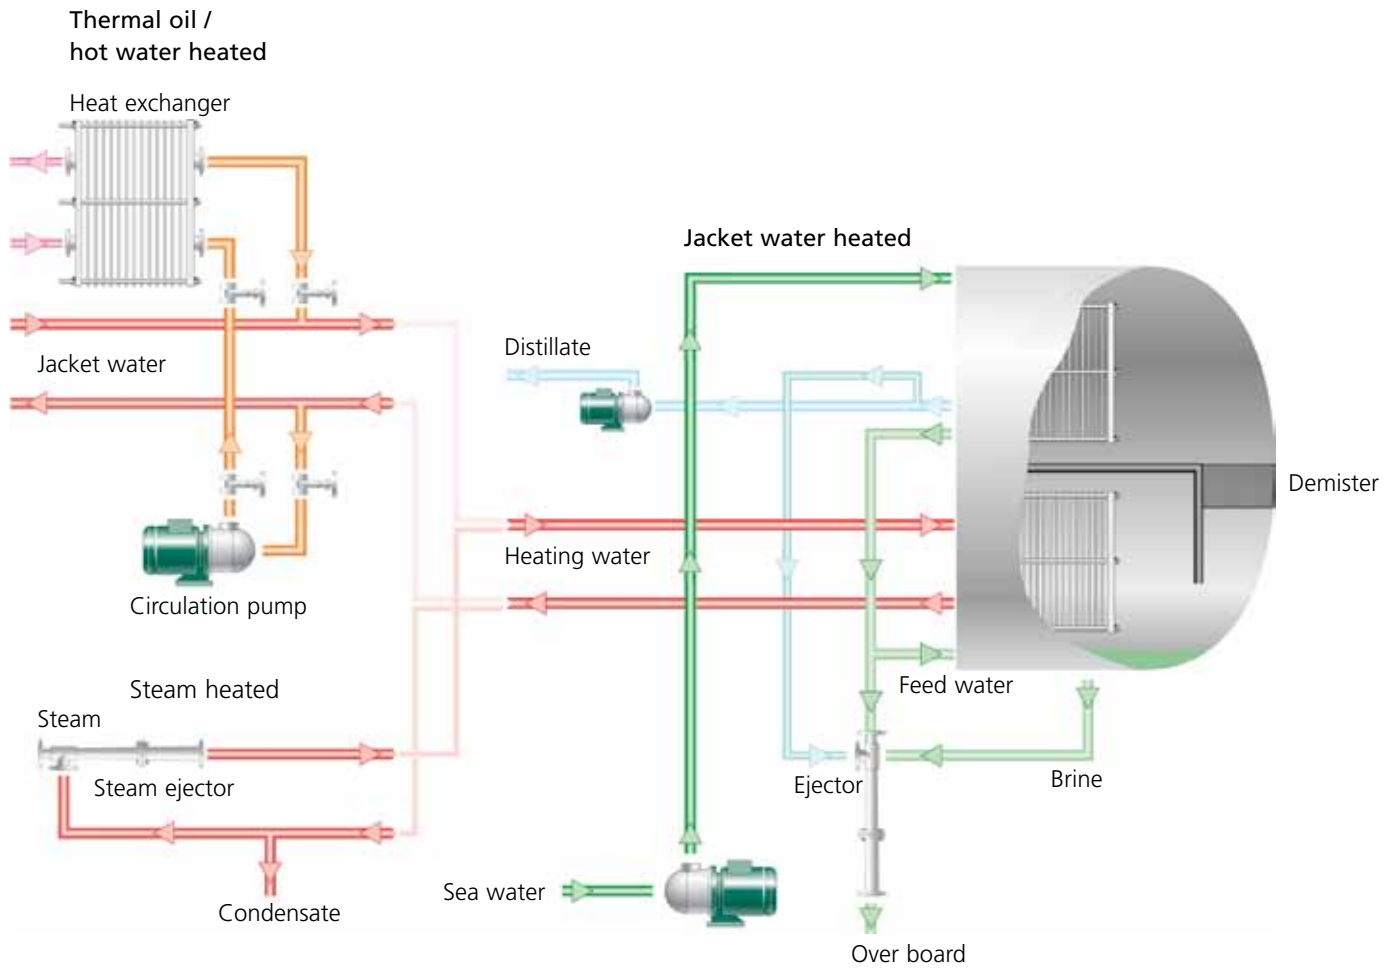 Thermal oil /
hot water heated
Heat exchanger
Jacket water heated
Distillate
Jacket water
Demister
Heating water
Circulation pump
Steam heated
Feed water
Steam
Steam ejector
Ejector
Brine
Sea water
Condensate
Over board